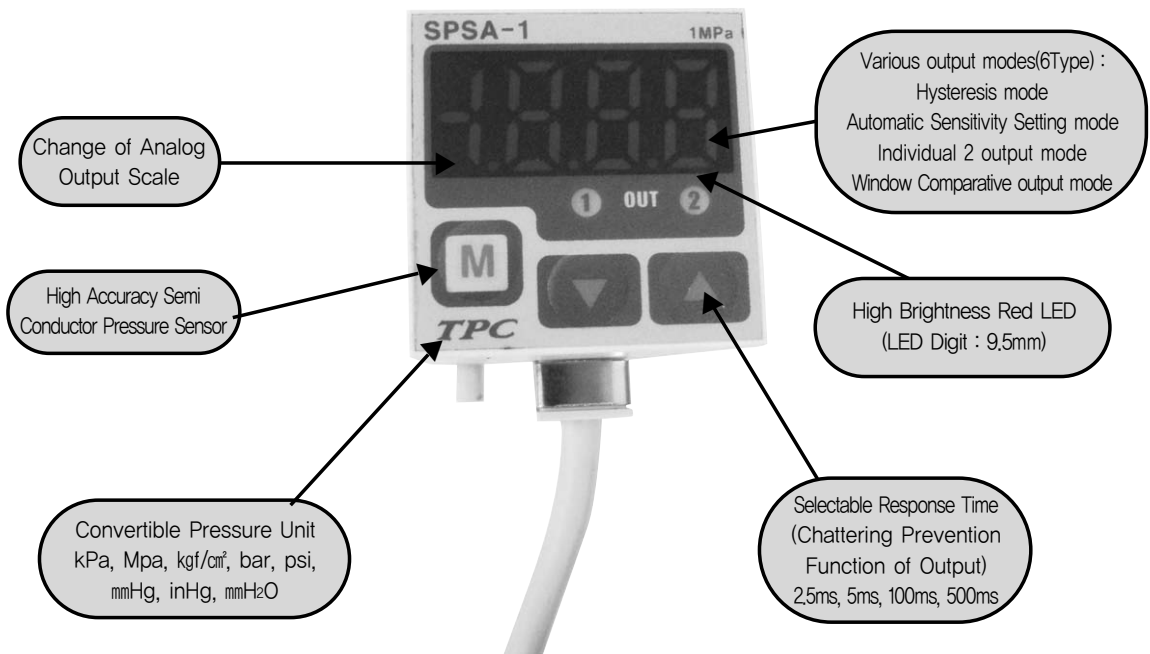 SPSA-1
1MPa
Various output modes(6Type) :
Hysteresis mode
Automatic Sensitivity Setting mode
Individual 2 output mode
Window Comparative output mode
Change of Analog
Output Scale
1 OUT 2
M
High Accuracy Semi
Conductor Pressure Sensor
TPC
High Brightness Red LED
(LED Digit : 9.5mm)
Convertible Pressure Unit
kPa, Mpa, kgf/㎠, bar, psi,
㎜Hg, inHg, ㎜H2O
Selectable Response Time
(Chattering Prevention
Function of Output)
2.5ms, 5ms, 100ms, 500ms